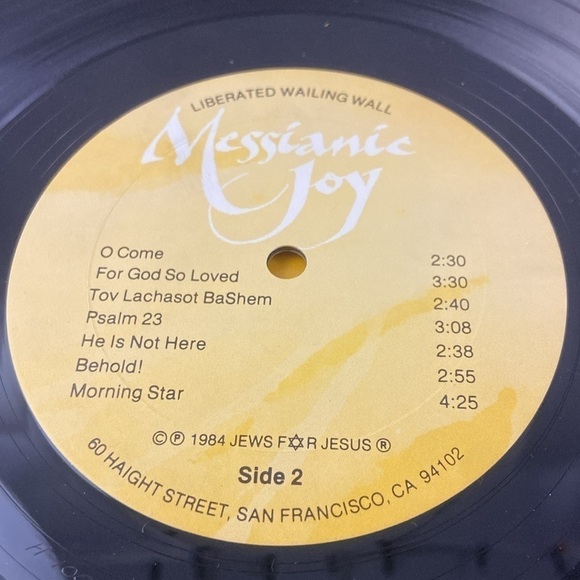 LIBERATED WAILING WALL
Messianic
Joy
O Come 2:30
For God So Loved 3:30
Tov Lachasot BaShem 2:40
Psalm 23 3:08
He Is Not Here 2:38
Behold! 2:55
Morning Star 4:25
©℗ 1984 JEWS F✡R JESUS ®
Side 2
60 HAIGHT STREET, SAN FRANCISCO, CA 94102